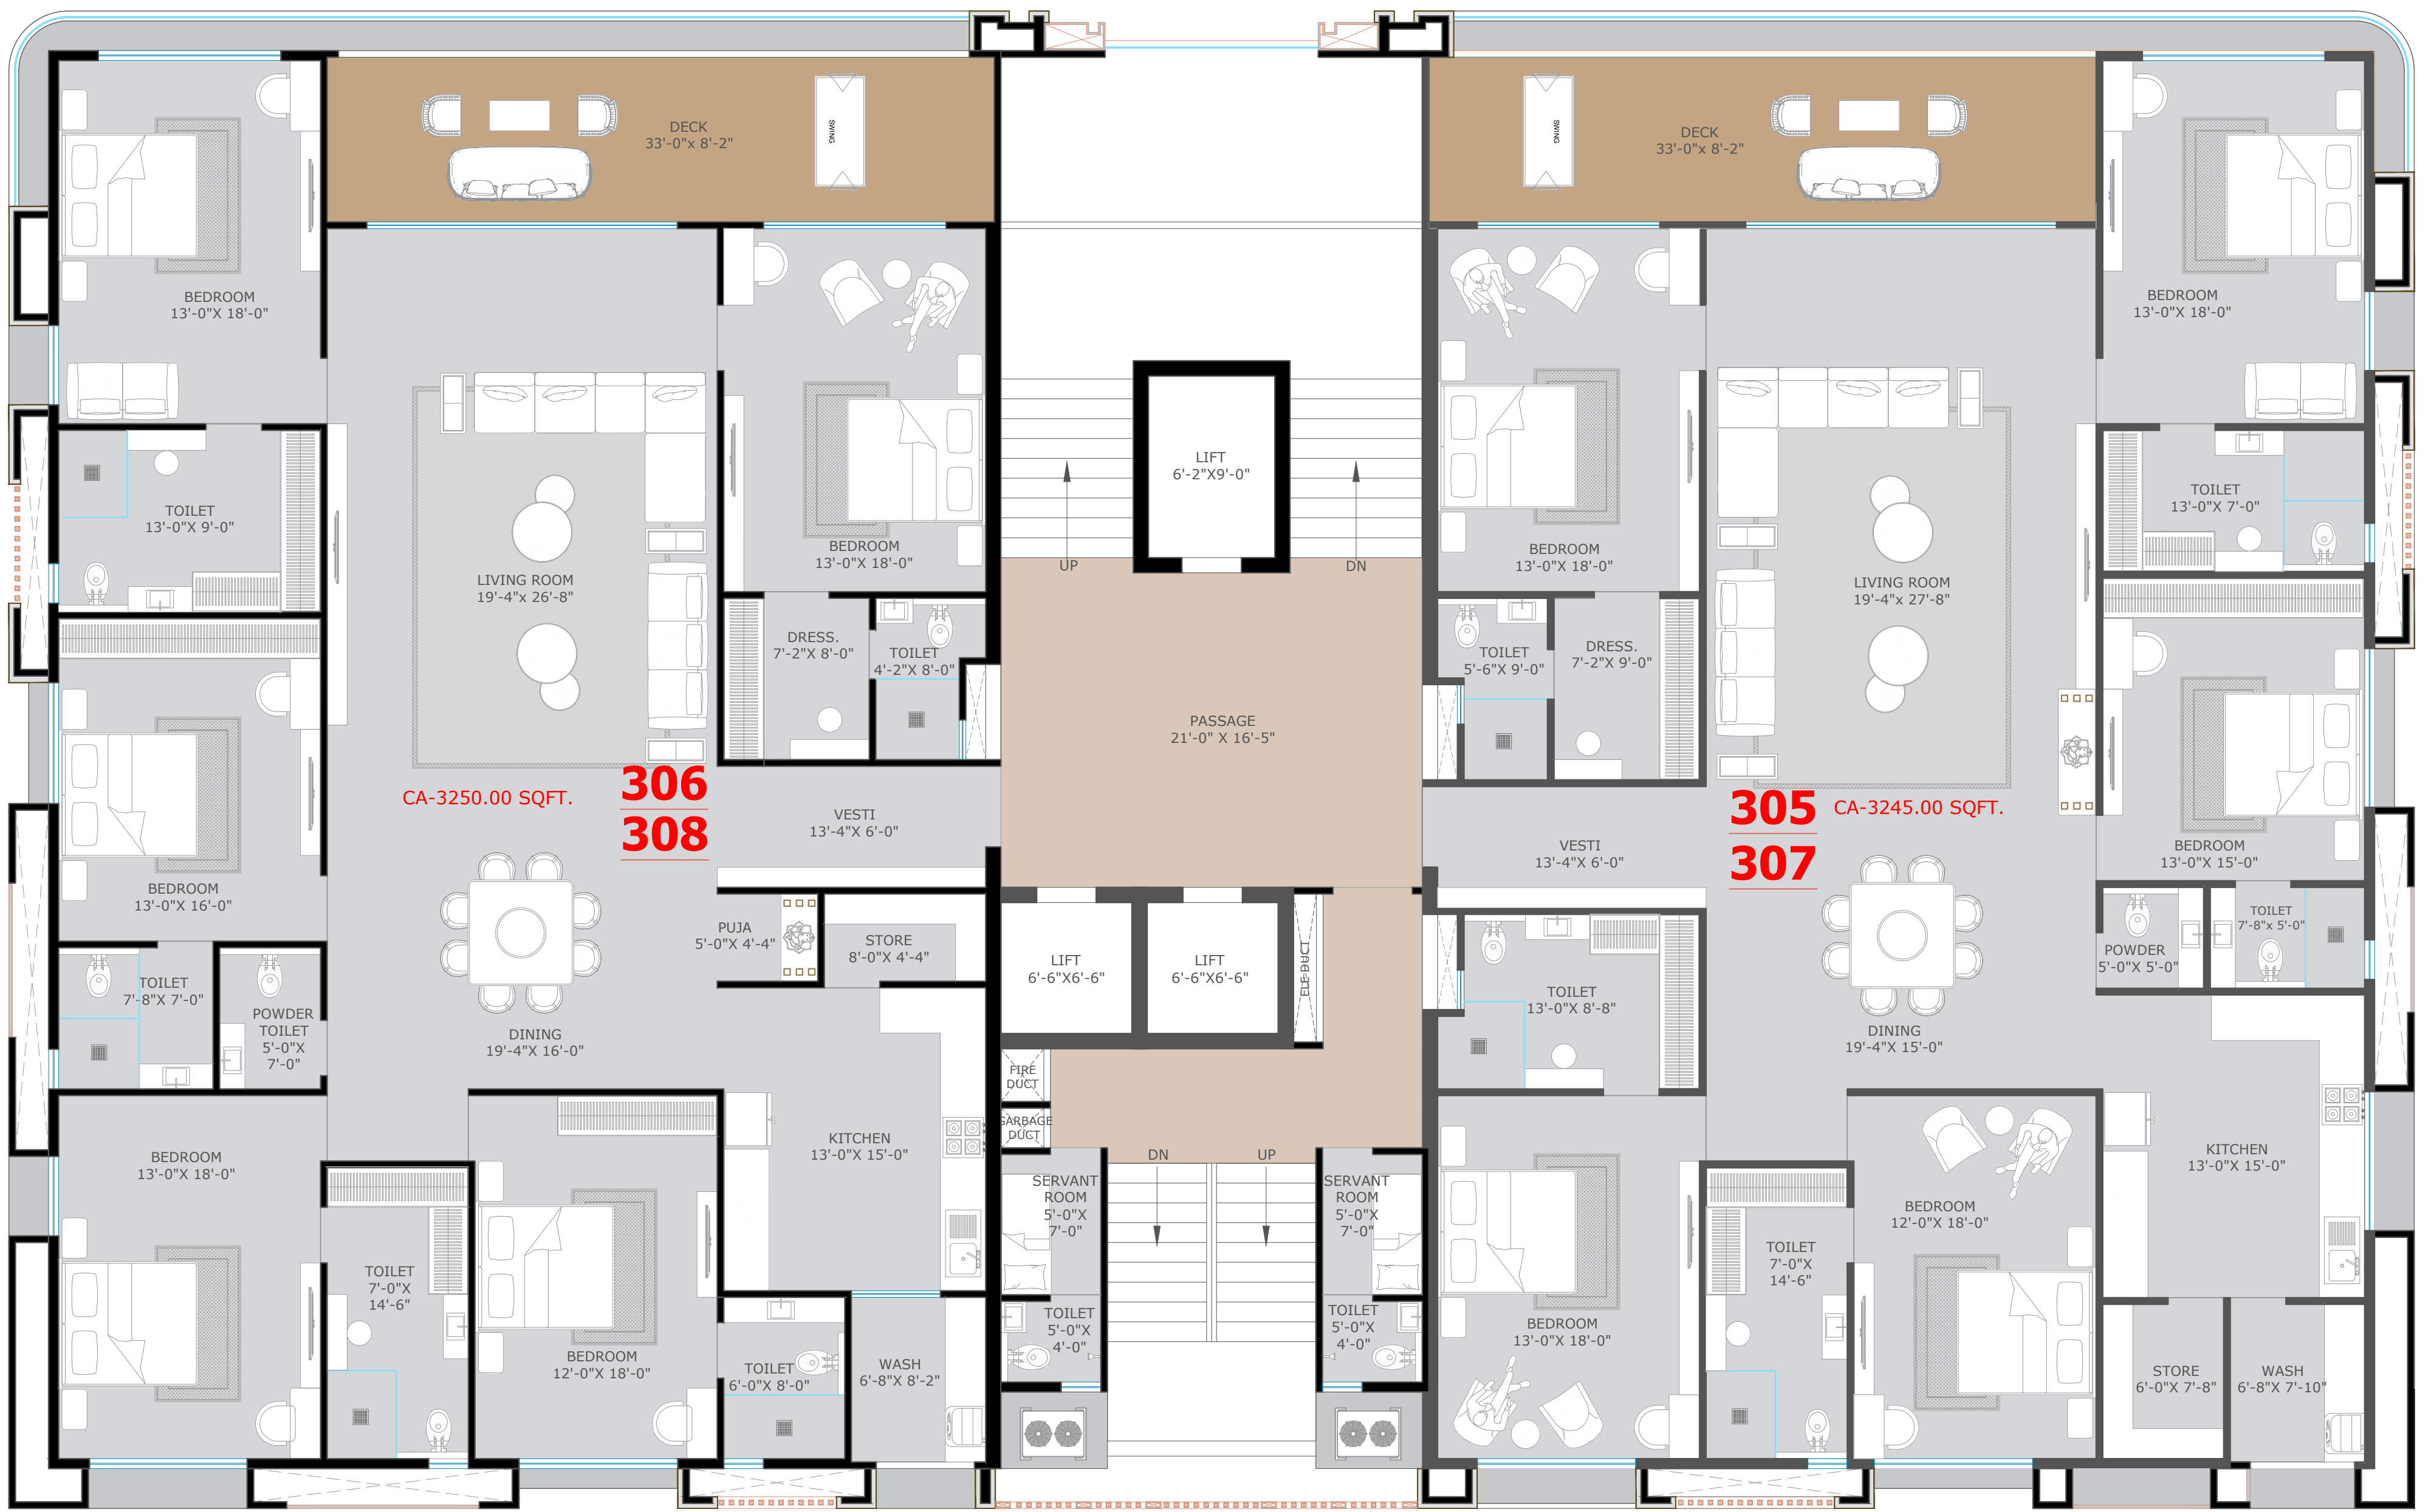 DECK
33'-0"x 8'-2"
SWING
BEDROOM
13'-0"X 18'-0"
TOILET
13'-0"X 9'-0"
LIVING ROOM
19'-4"x 26'-8"
BEDROOM
13'-0"X 18'-0"
DRESS.
7'-2"X 8'-0"
TOILET
4'-2"X 8'-0"
306
308
CA-3250.00 SQFT.
VESTI
13'-4"X 6'-0"
BEDROOM
13'-0"X 16'-0"
PUJA
5'-0"X 4'-4"
STORE
8'-0"X 4'-4"
TOILET
7'-8"X 7'-0"
POWDER
TOILET
5'-0"X
7'-0"
DINING
19'-4"X 16'-0"
KITCHEN
13'-0"X 15'-0"
BEDROOM
13'-0"X 18'-0"
TOILET
7'-0"X
14'-6"
BEDROOM
12'-0"X 18'-0"
TOILET
6'-0"X 8'-0"
WASH
6'-8"X 8'-2"
LIFT
6'-2"X9'-0"
UP
DN
PASSAGE
21'-0" X 16'-5"
LIFT
6'-6"X6'-6"
LIFT
6'-6"X6'-6"
ELE-DUCT
FIRE
DUCT
GARBAGE
DUCT
DN
UP
SERVANT
ROOM
5'-0"X
7'-0"
TOILET
5'-0"X
4'-0"
SERVANT
ROOM
5'-0"X
7'-0"
TOILET
5'-0"X
4'-0"
DECK
33'-0"x 8'-2"
SWING
BEDROOM
13'-0"X 18'-0"
BEDROOM
13'-0"X 18'-0"
TOILET
13'-0"X 7'-0"
LIVING ROOM
19'-4"x 27'-8"
TOILET
5'-6"X 9'-0"
DRESS.
7'-2"X 9'-0"
305
307
CA-3245.00 SQFT.
VESTI
13'-4"X 6'-0"
BEDROOM
13'-0"X 15'-0"
POWDER
5'-0"X 5'-0"
TOILET
7'-8"x 5'-0"
TOILET
13'-0"X 8'-8"
DINING
19'-4"X 15'-0"
KITCHEN
13'-0"X 15'-0"
BEDROOM
13'-0"X 18'-0"
TOILET
7'-0"X
14'-6"
BEDROOM
12'-0"X 18'-0"
STORE
6'-0"X 7'-8"
WASH
6'-8"X 7'-10"